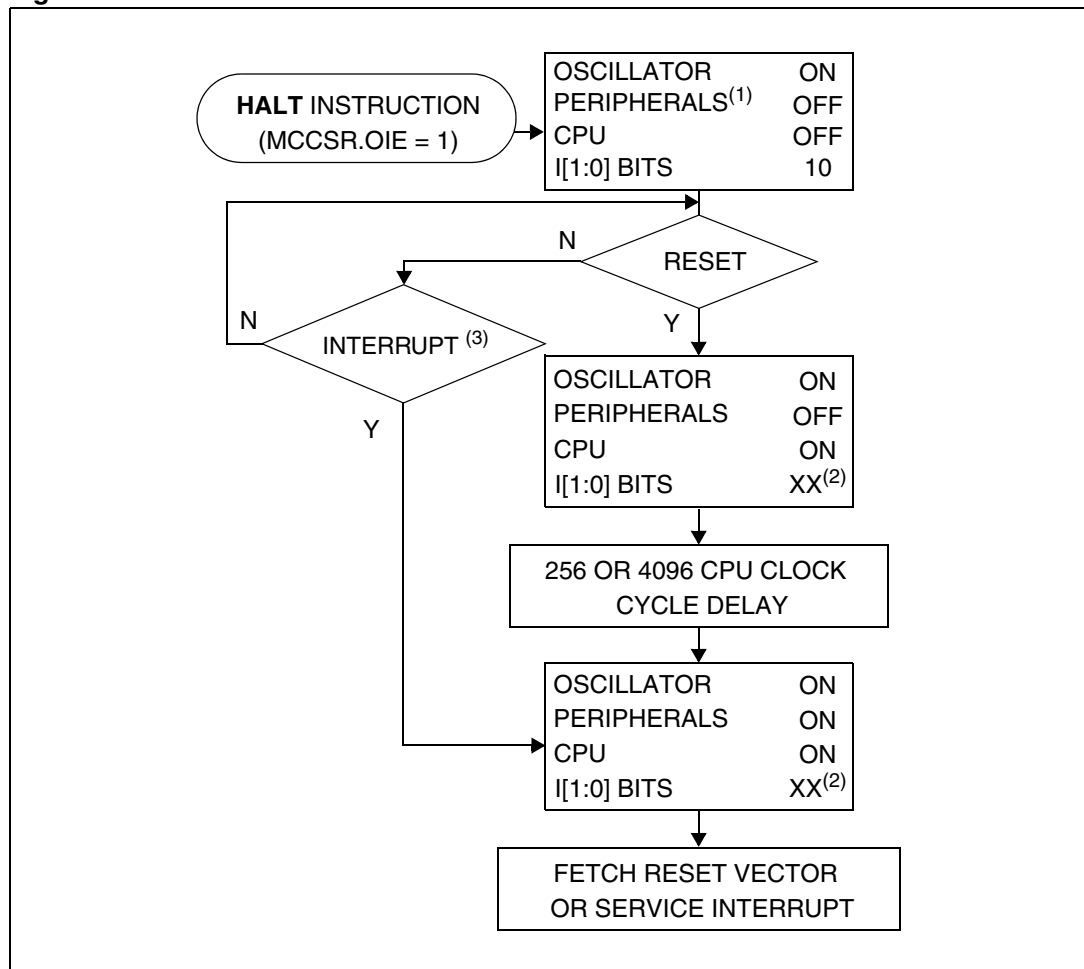 HALT INSTRUCTION
(MCCSR.OIE = 1)
OSCILLATOR ON
PERIPHERALS(1) OFF
CPU OFF
I[1:0] BITS 10
RESET
N
Y
INTERRUPT (3)
N
Y
OSCILLATOR ON
PERIPHERALS OFF
CPU ON
I[1:0] BITS XX(2)
256 OR 4096 CPU CLOCK
CYCLE DELAY
OSCILLATOR ON
PERIPHERALS ON
CPU ON
I[1:0] BITS XX(2)
FETCH RESET VECTOR
OR SERVICE INTERRUPT